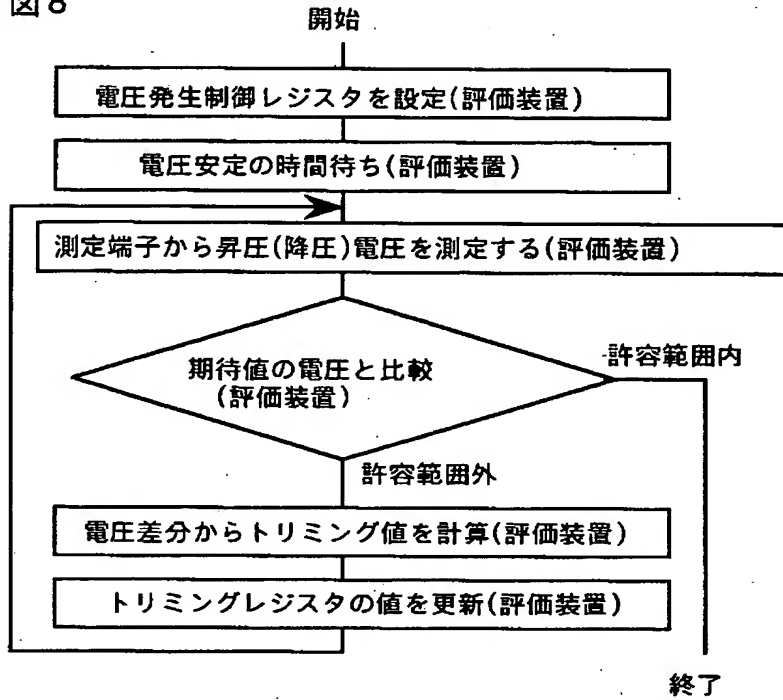 図8
開始
電圧発生制御レジスタを設定(評価装置)
電圧安定の時間待ち(評価装置)
測定端子から昇圧(降圧)電圧を測定する(評価装置)
期待値の電圧と比較
(評価装置)
許容範囲内
許容範囲外
電圧差分からトリミング値を計算(評価装置)
トリミングレジスタの値を更新(評価装置)
終了